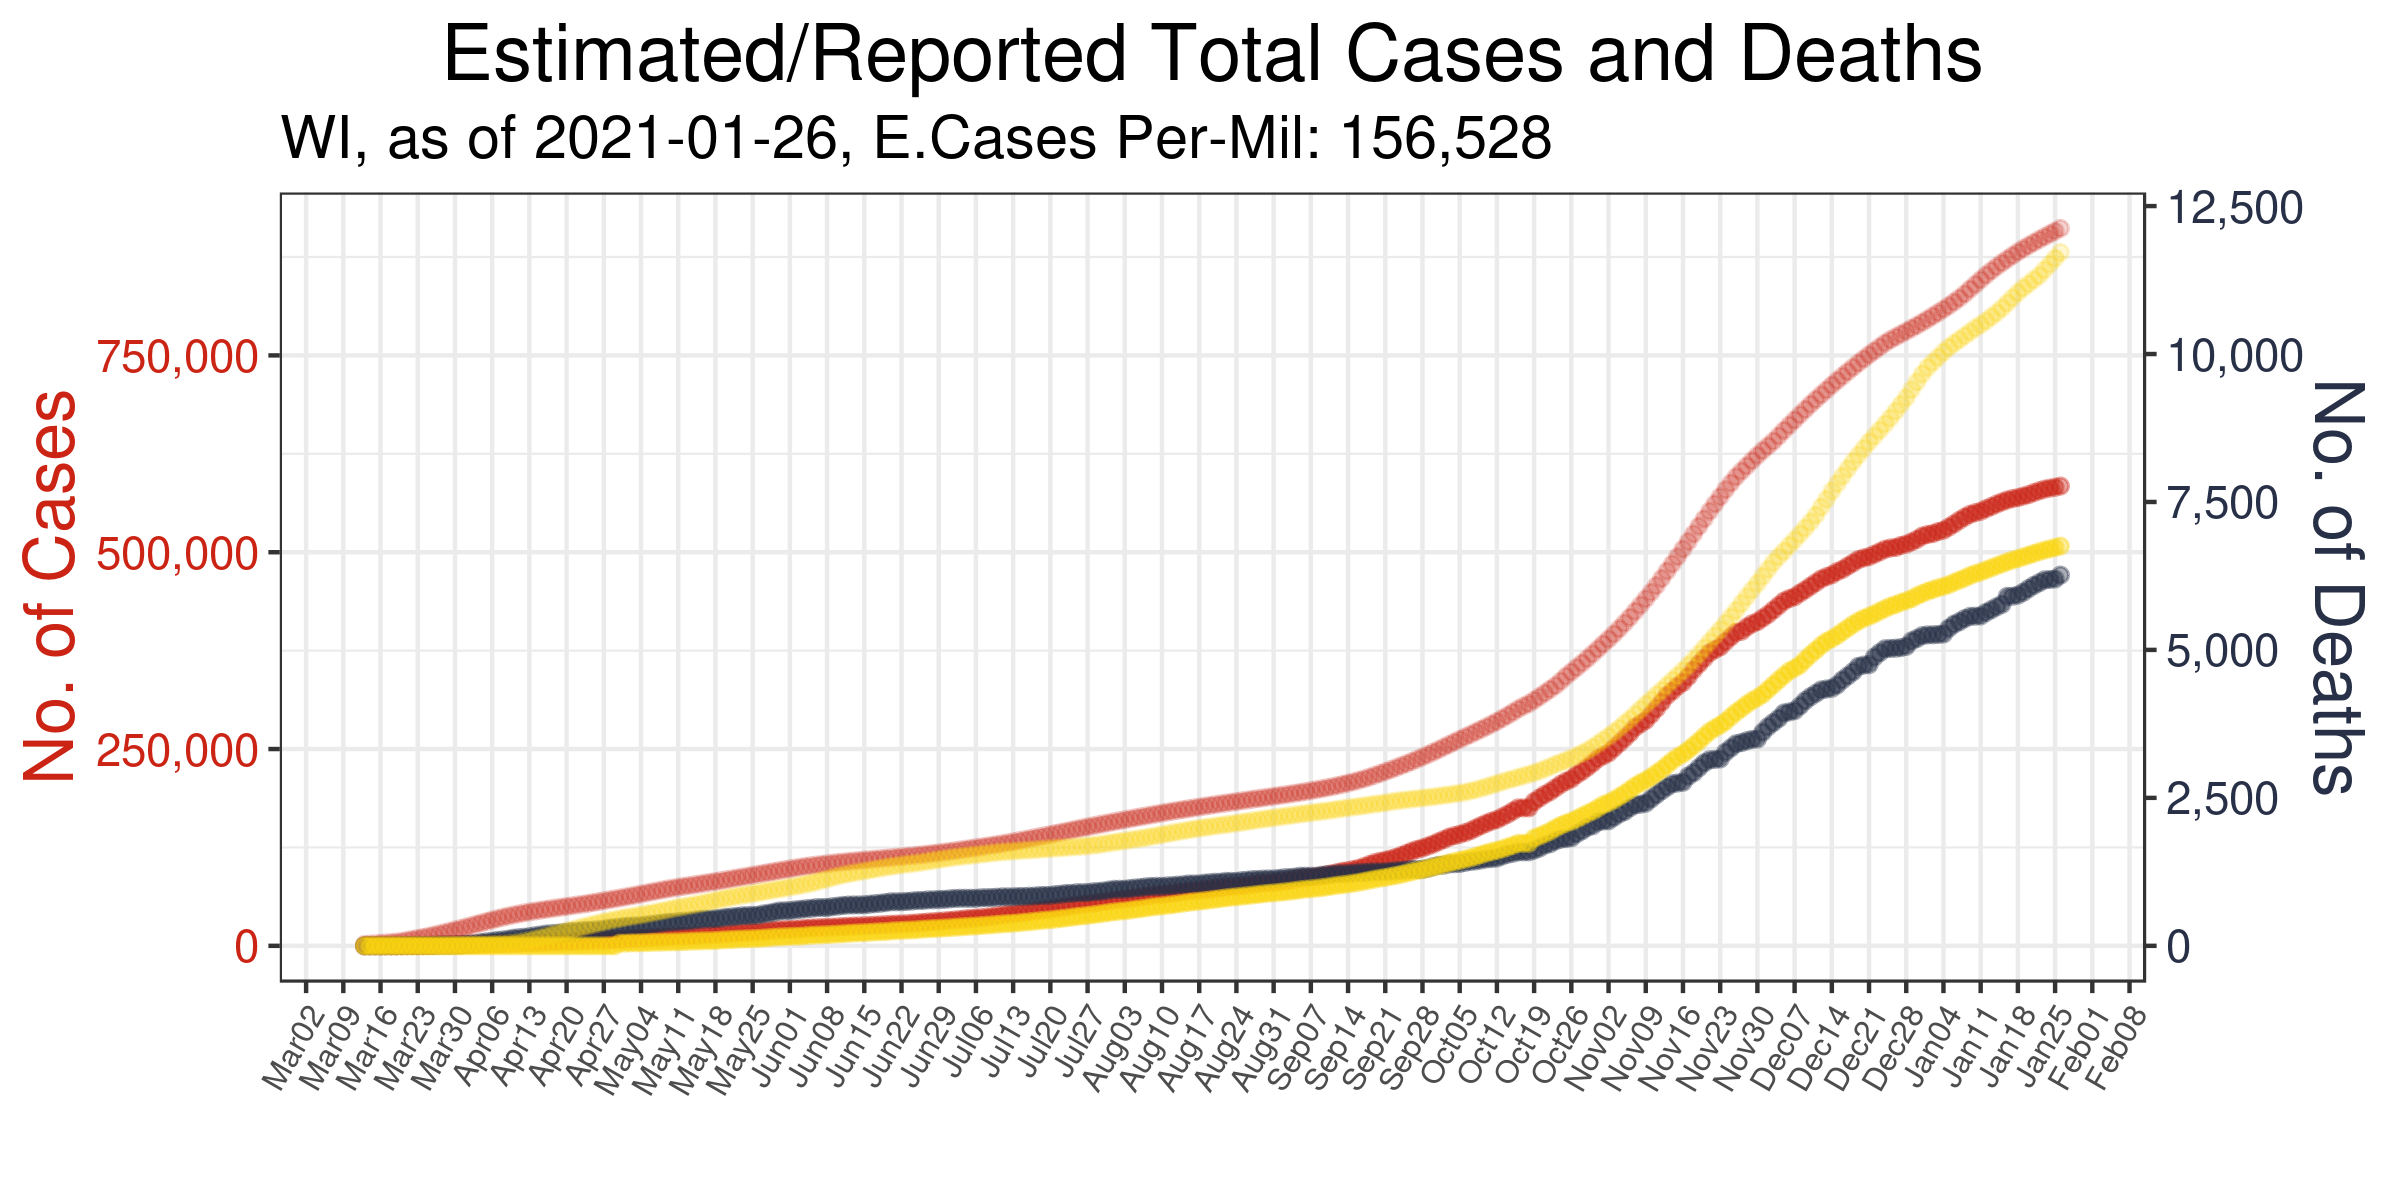 Estimated/Reported Total Cases and Deaths
WI, as of 2021-01-26, E.Cases Per-Mil: 156,528
No. of Cases
750,000
500,000
250,000
0
12,500
10,000
7,500
5,000
2,500
0
No. of Deaths
Mar02
Mar09
Mar16
Mar23
Mar30
Apr06
Apr13
Apr20
Apr27
May04
May11
May18
May25
Jun01
Jun08
Jun15
Jun22
Jun29
Jul06
Jul13
Jul20
Jul27
Aug03
Aug10
Aug17
Aug24
Aug31
Sep07
Sep14
Sep21
Sep28
Oct05
Oct12
Oct19
Oct26
Nov02
Nov09
Nov16
Nov23
Nov30
Dec07
Dec14
Dec21
Dec28
Jan04
Jan11
Jan18
Jan25
Feb01
Feb08